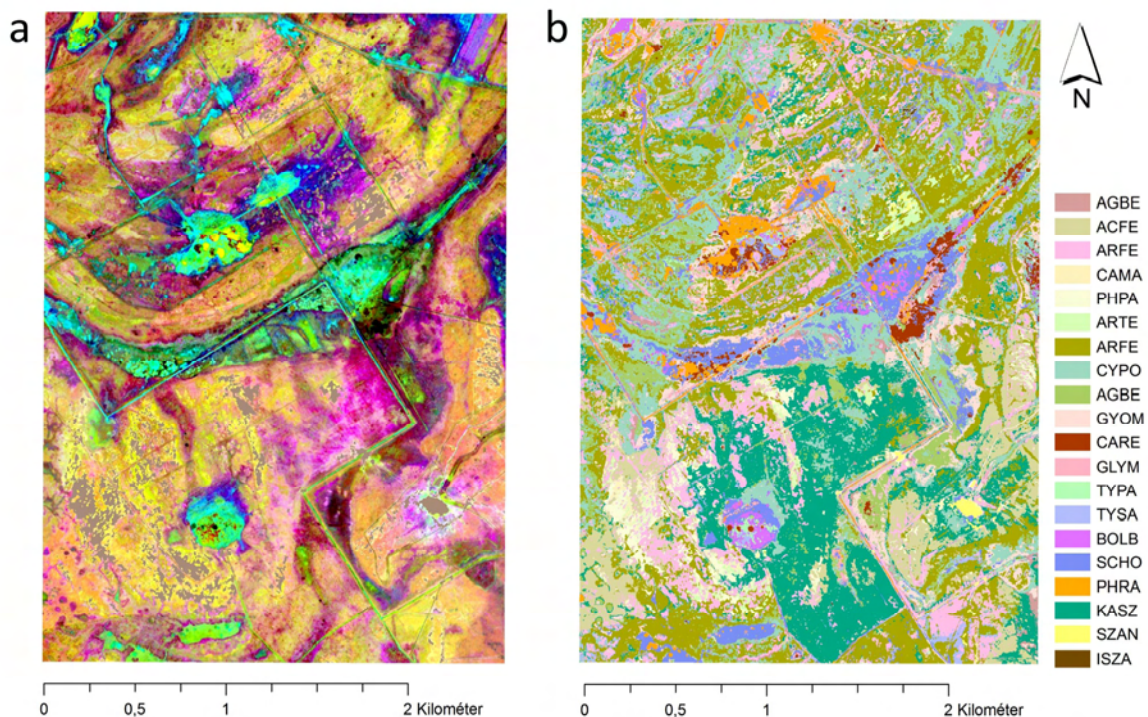 a
b
N
AGBE
ACFE
ARFE
CAMA
PHPA
ARTE
ARFE
CYPO
AGBE
GYOM
CARE
GLYM
TYPA
TYSA
BOLB
SCHO
PHRA
KASZ
SZAN
ISZA
0 0,5 1 2 Kilométer
0 0,5 1 2 Kilométer